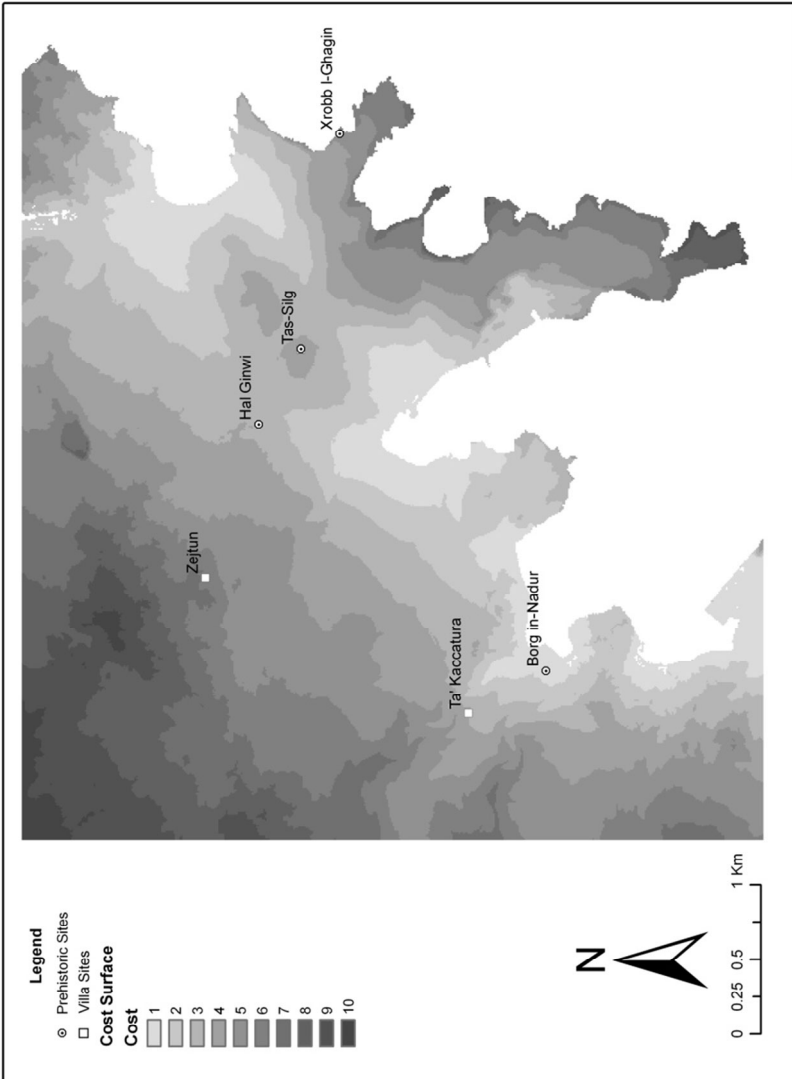 Legend
Prehistoric Sites
Villa Sites
Cost Surface
Cost
1
2
3
4
5
6
7
8
9
10
N
0 0.25 0.5 1 Km
Zejtun
Hal Ginwi
Tas-Silg
Xrobb l-Ghagin
Ta' Kaccatura
Borg in-Nadur